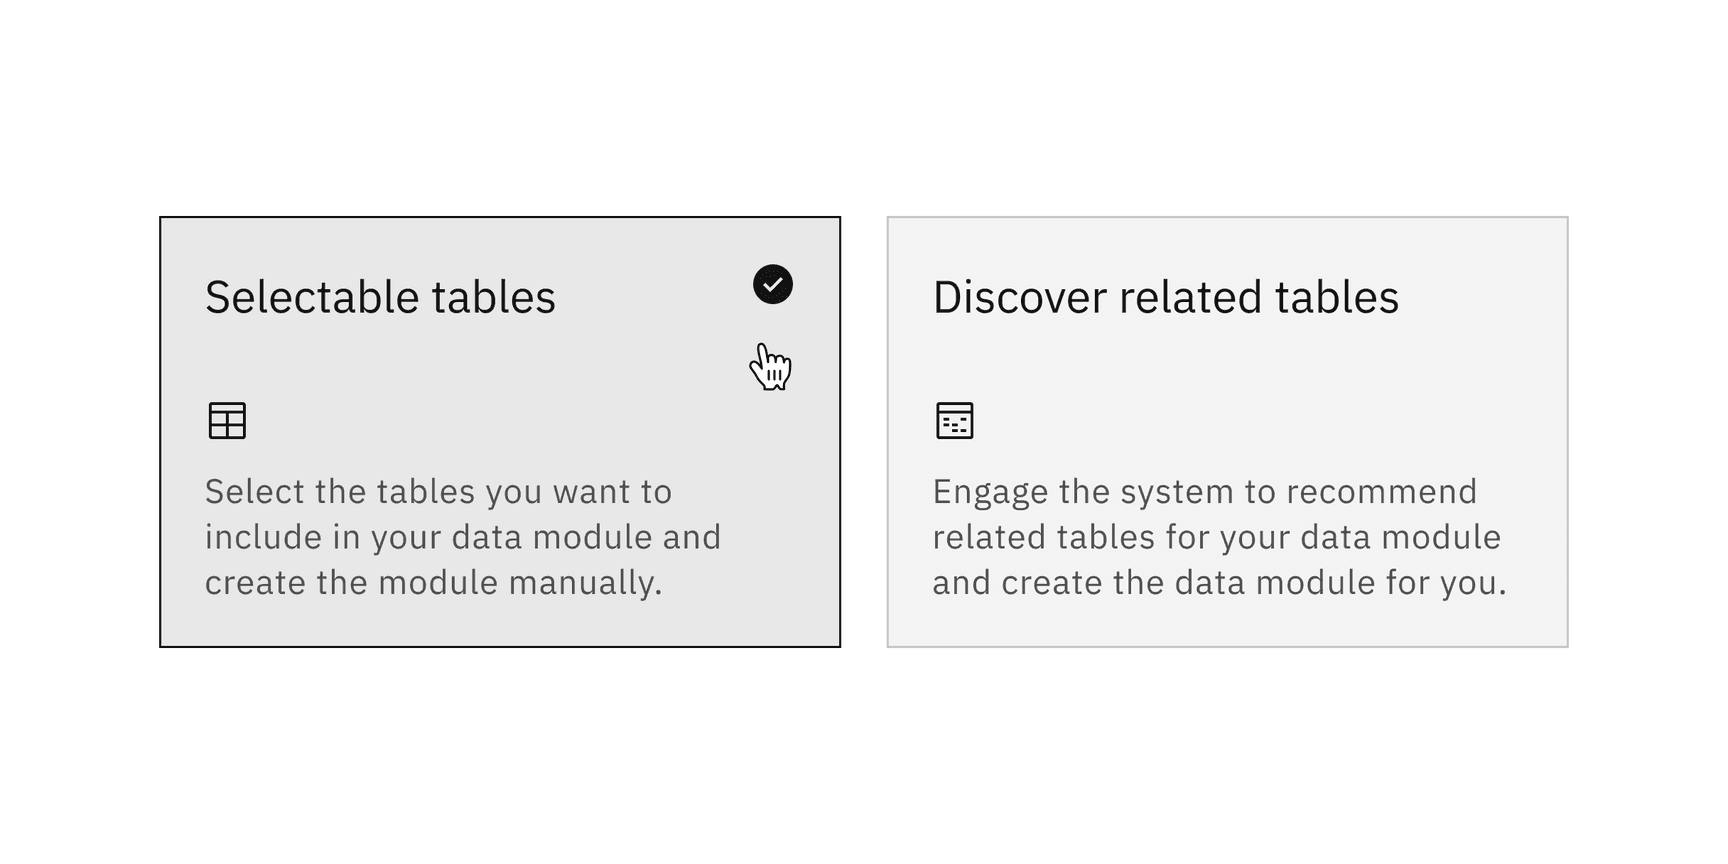 Selectable tables
Select the tables you want to
include in your data module and
create the module manually.
Discover related tables
Engage the system to recommend
related tables for your data module
and create the data module for you.